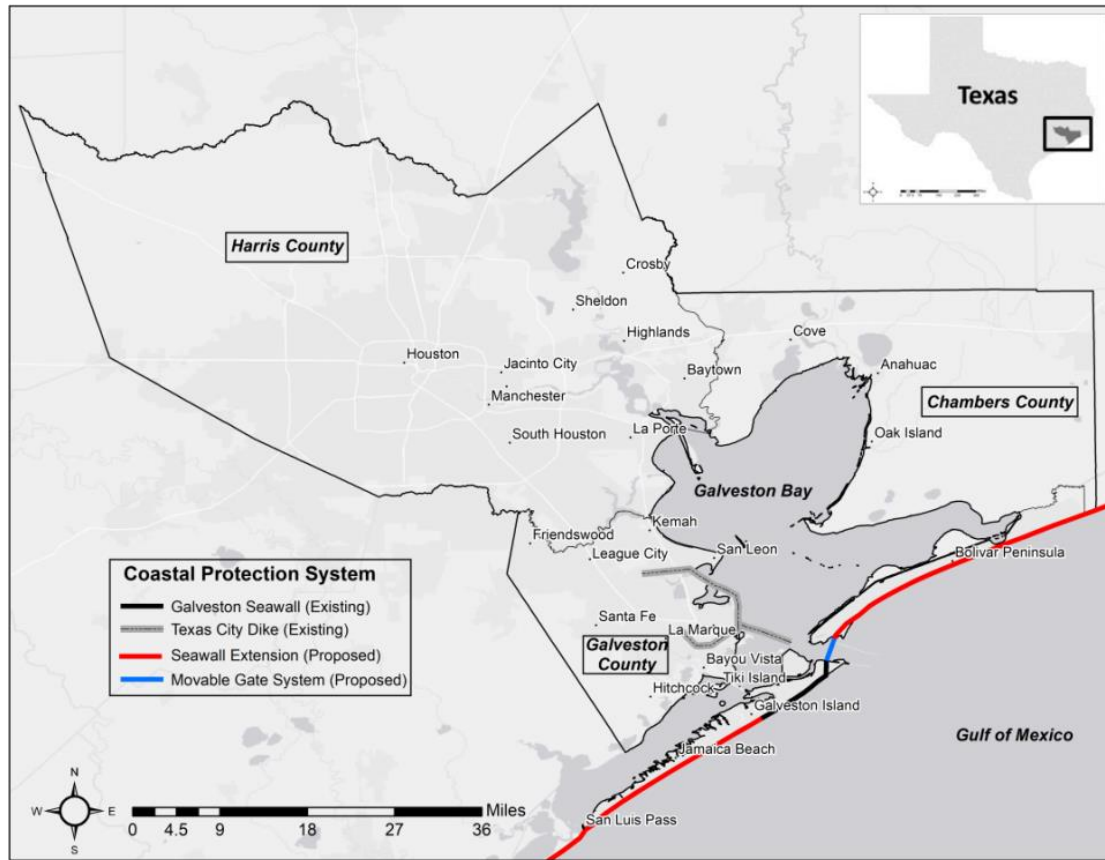 Texas
Harris County
Crosby
Sheldon
Highlands
Cove
Houston
Jacinto City
Baytown
Anahuac
Manchester
Chambers County
South Houston
La Porte
Oak Island
Galveston Bay
Kemah
Friendswood
League City
San Leon
Bolivar Peninsula
Coastal Protection System
Galveston Seawall (Existing)
Texas City Dike (Existing)
Seawall Extension (Proposed)
Movable Gate System (Proposed)
Santa Fe
La Marque
Galveston
County
Bayou Vista
Tiki Island
Hitchcock
Galveston Island
Gulf of Mexico
Jamaica Beach
San Luis Pass
N
W E
S
Miles
0 4.5 9 18 27 36